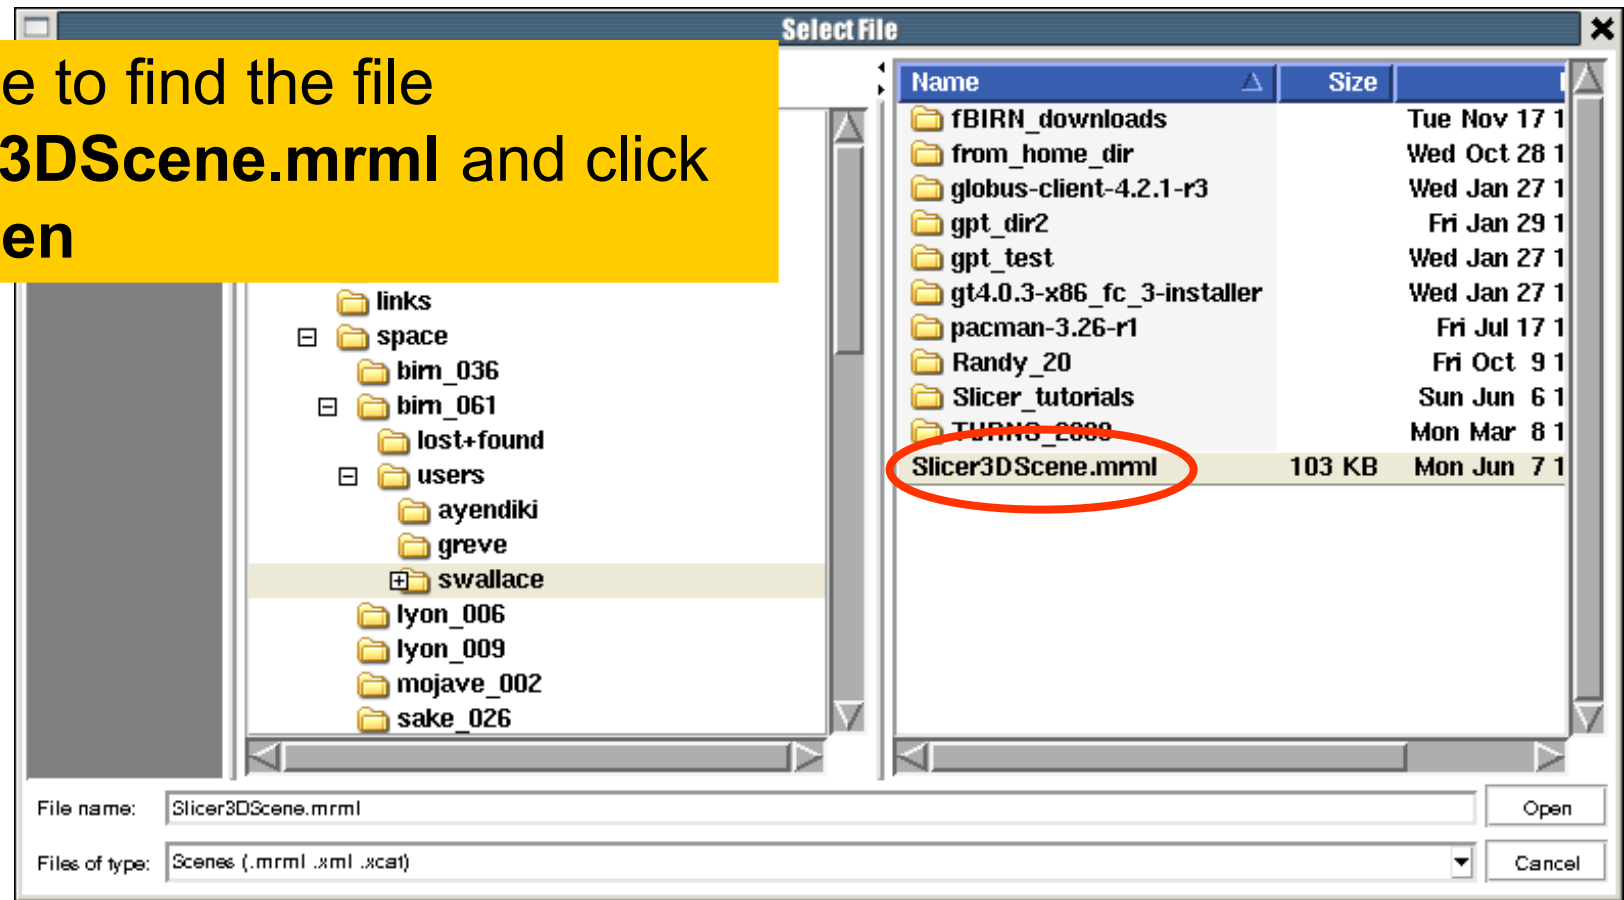 Select File
e to find the file
3DScene.mrml and click
en
links
space
birn_036
birn_061
lost+found
users
ayendiki
greve
swallace
lyon_006
lyon_009
mojave_002
sake_026
Name Size
fBIRN_downloads Tue Nov 17 1
from_home_dir Wed Oct 28 1
globus-client-4.2.1-r3 Wed Jan 27 1
gpt_dir2 Fri Jan 29 1
gpt_test Wed Jan 27 1
gt4.0.3-x86_fc_3-installer Wed Jan 27 1
pacman-3.26-r1 Fri Jul 17 1
Randy_20 Fri Oct 9 1
Slicer_tutorials Sun Jun 6 1
Mon Mar 8 1
Slicer3DScene.mrml 103 KB Mon Jun 7 1
File name: Slicer3DScene.mrml Open
Files of type: Scenes (.mrml .xml .xcat) Cancel